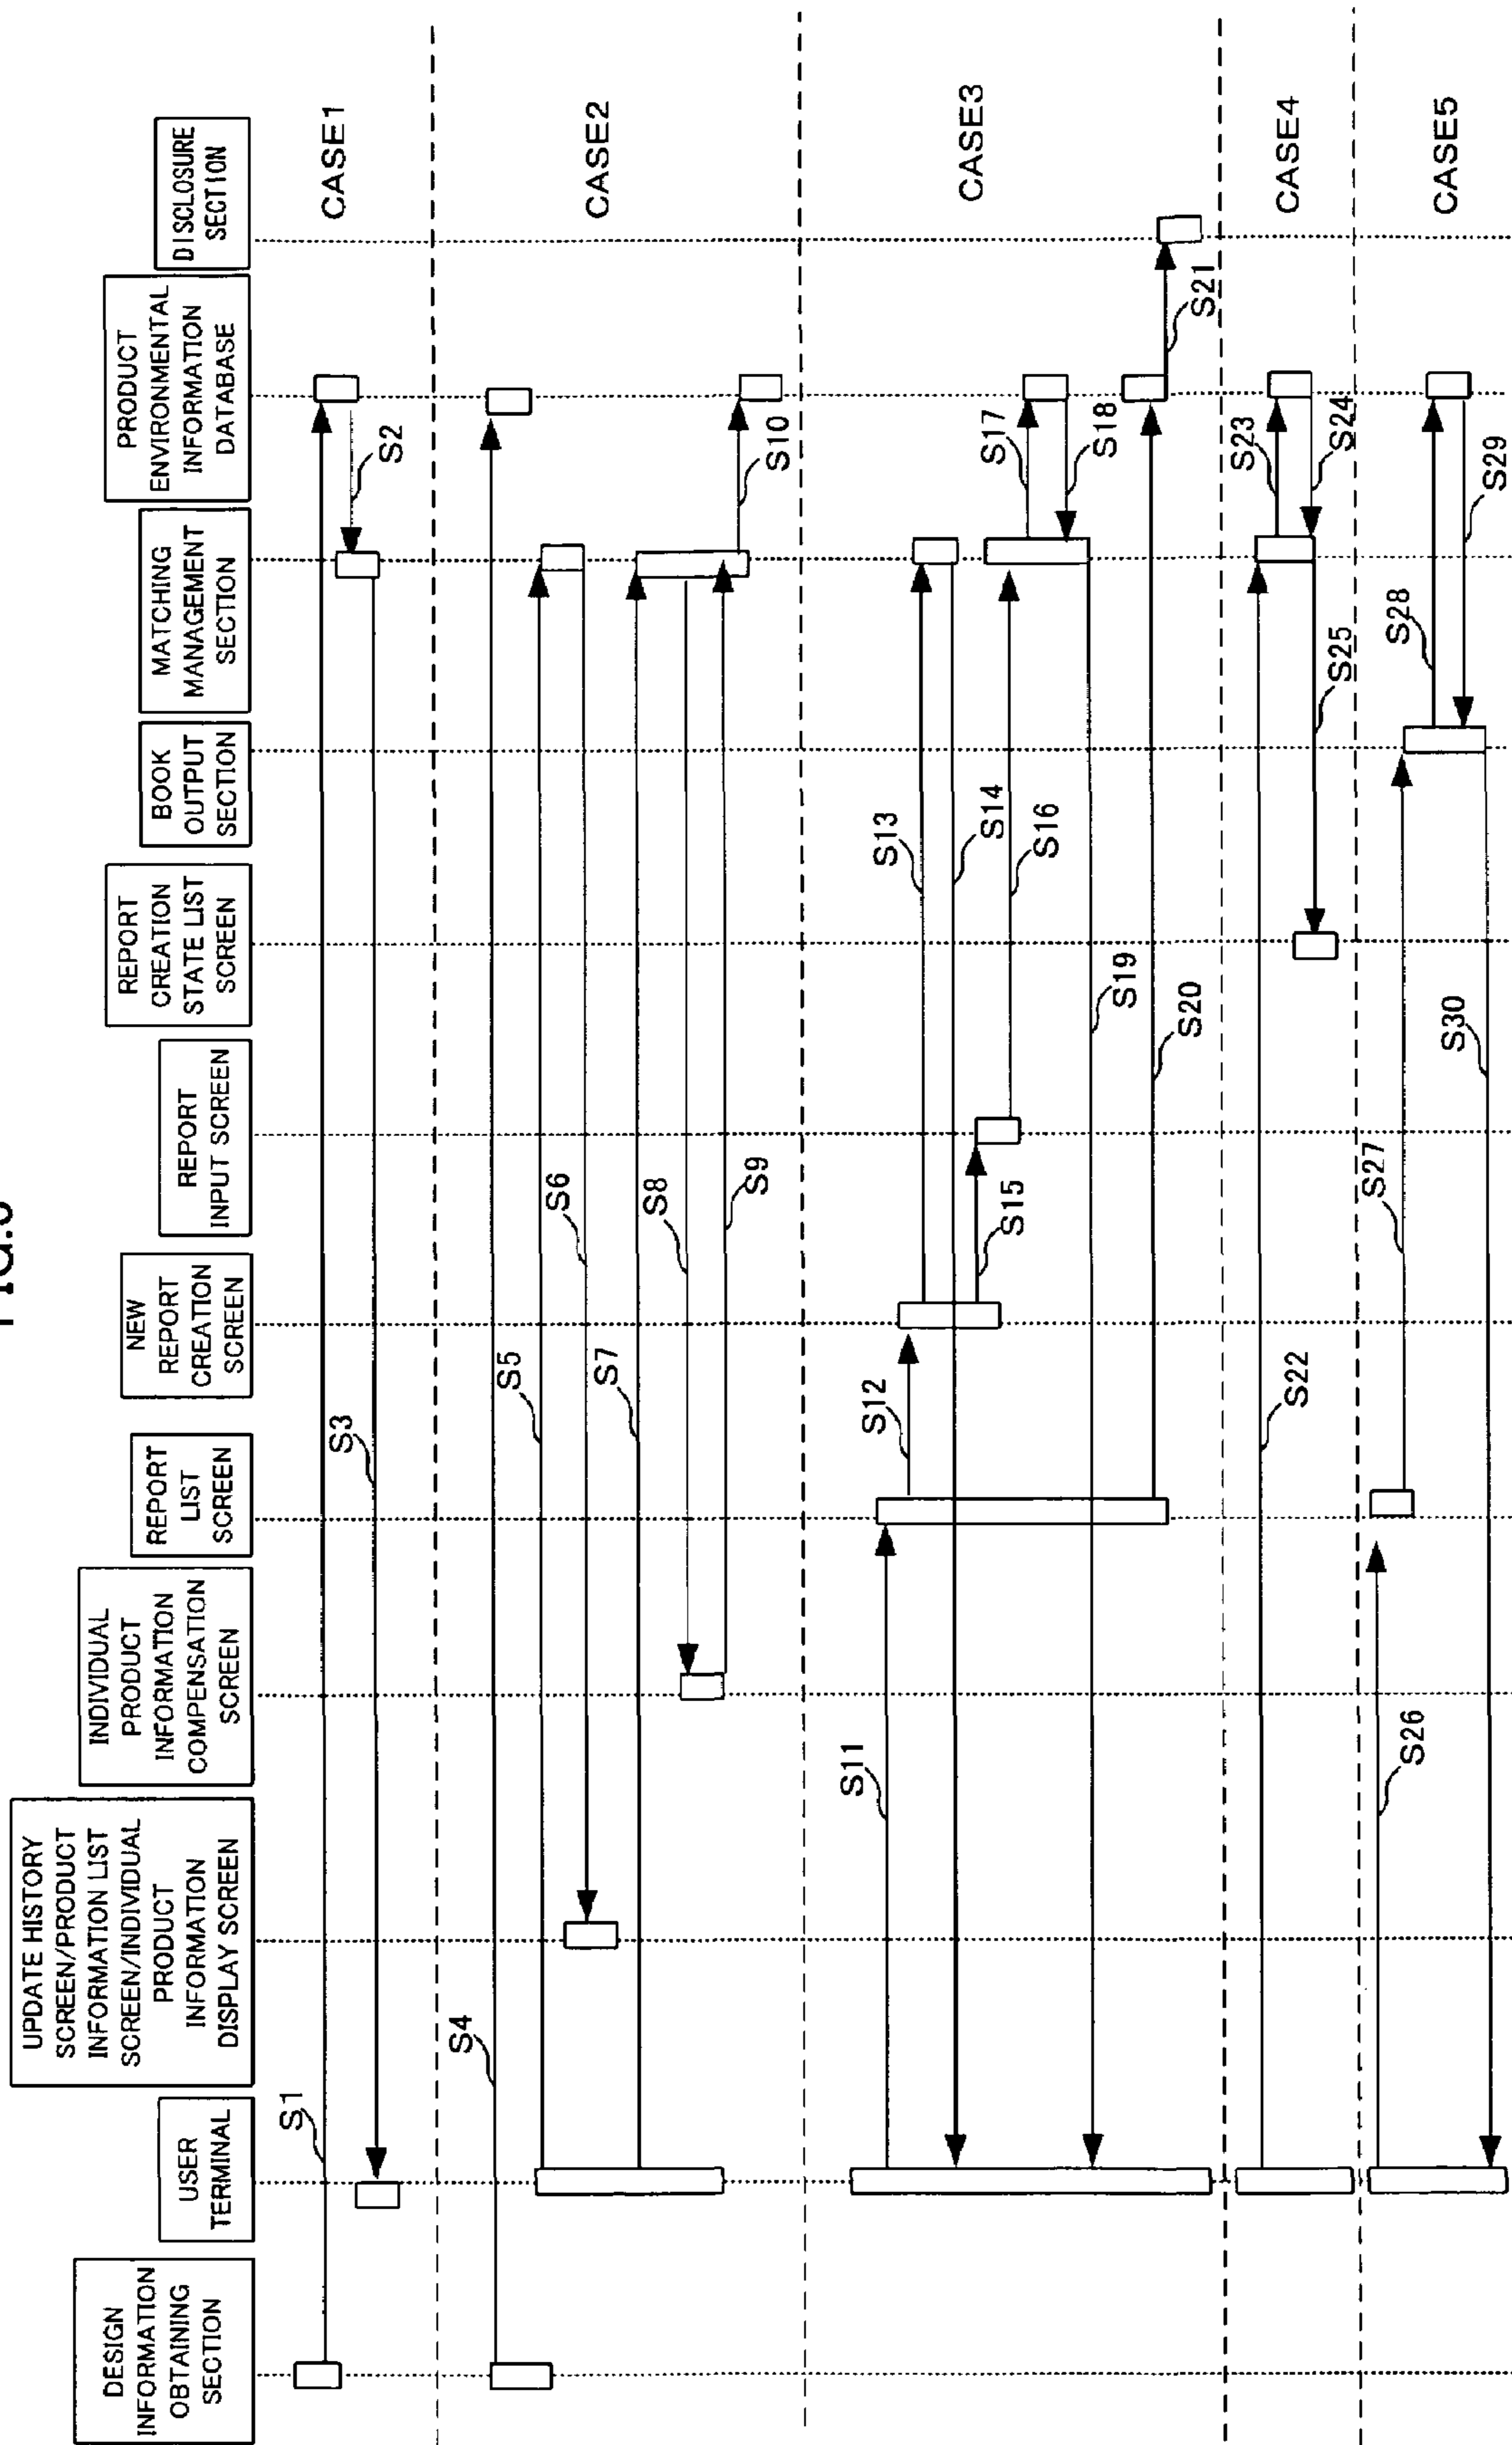 DESIGN
INFORMATION
OBTAINING
SECTION
USER
TERMINAL
UPDATE HISTORY
SCREEN/PRODUCT
INFORMATION LIST
SCREEN/INDIVIDUAL
PRODUCT
INFORMATION
DISPLAY SCREEN
INDIVIDUAL
PRODUCT
INFORMATION
COMPENSATION
SCREEN
REPORT
LIST
SCREEN
NEW
REPORT
CREATION
SCREEN
REPORT
INPUT SCREEN
REPORT
CREATION
STATE LIST
SCREEN
BOOK
OUTPUT
SECTION
MATCHING
MANAGEMENT
SECTION
PRODUCT
ENVIRONMENTAL
INFORMATION
DATABASE
DISCLOSURE
SECTION
CASE1
S1
S2
S3
CASE2
S4
S5
S6
S7
S8
S9
S10
CASE3
S11
S12
S13
S14
S15
S16
S17
S18
S19
S20
S21
CASE4
S22
S23
S24
S25
CASE5
S26
S27
S28
S29
S30